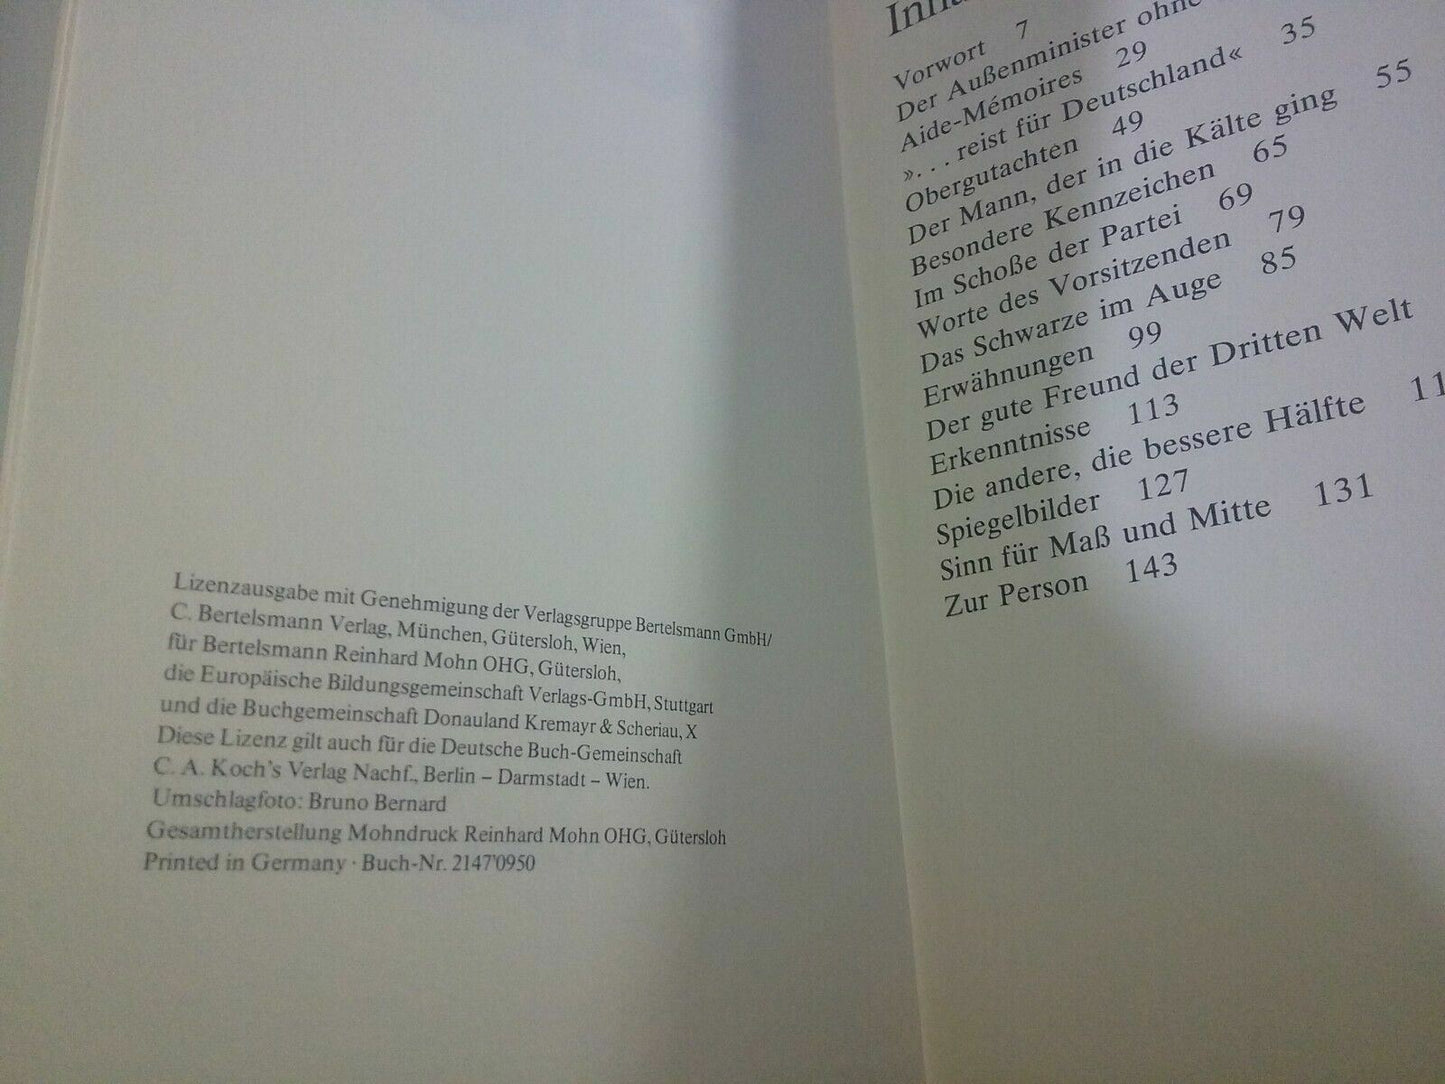 Lizenzausgabe mit Genehmigung der Verlagsgruppe Bertelsmann GmbH/
C. Bertelsmann Verlag, München, Gütersloh, Wien,
für Bertelsmann Reinhard Mohn OHG, Gütersloh,
die Europäische Bildungsgemeinschaft Verlags-GmbH, Stuttgart
und die Buchgemeinschaft Donauland Kremayr & Scheriau, X
Diese Lizenz gilt auch für die Deutsche Buch-Gemeinschaft
C. A. Koch's Verlag Nachf., Berlin – Darmstadt – Wien.
Umschlagfoto: Bruno Bernard
Gesamtherstellung Mohndruck Reinhard Mohn OHG, Gütersloh
Printed in Germany · Buch-Nr. 2147'0950
Vorwort 7
Der Außenminister ohne
Aide-Mémoires 29
». . . reist für Deutschland« 35
Obergutachten 49
Der Mann, der in die Kälte ging 55
Besondere Kennzeichen 65
Im Schoße der Partei 69
Worte des Vorsitzenden 79
Das Schwarze im Auge 85
Erwähnungen 99
Der gute Freund der Dritten Welt
Erkenntnisse 113
Die andere, die bessere Hälfte
Spiegelbilder 127
Sinn für Maß und Mitte 131
Zur Person 143